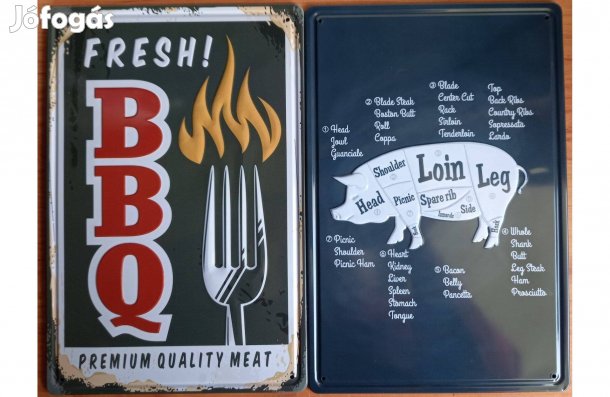 Jófogás
FRESH!
BBQ
PREMIUM QUALITY MEAT
① Head
Jowl
Guanciale
② Blade Steak
Boston Butt
Roll
Coppa
③ Blade
Center Cut
Rack
Sirloin
Tenderloin
Top
Back Ribs
Country Ribs
Sopressata
Lardo
Head
Shoulder
Picnic
Loin
Spare rib
Side
Leg
⑦ Picnic
Shoulder
Picnic Ham
⑥ Heart
Kidney
Liver
Spleen
Stomach
Tongue
⑤ Bacon
Belly
Pancetta
④ Whole
Shank
Butt
Leg Steak
Ham
Prosciutto